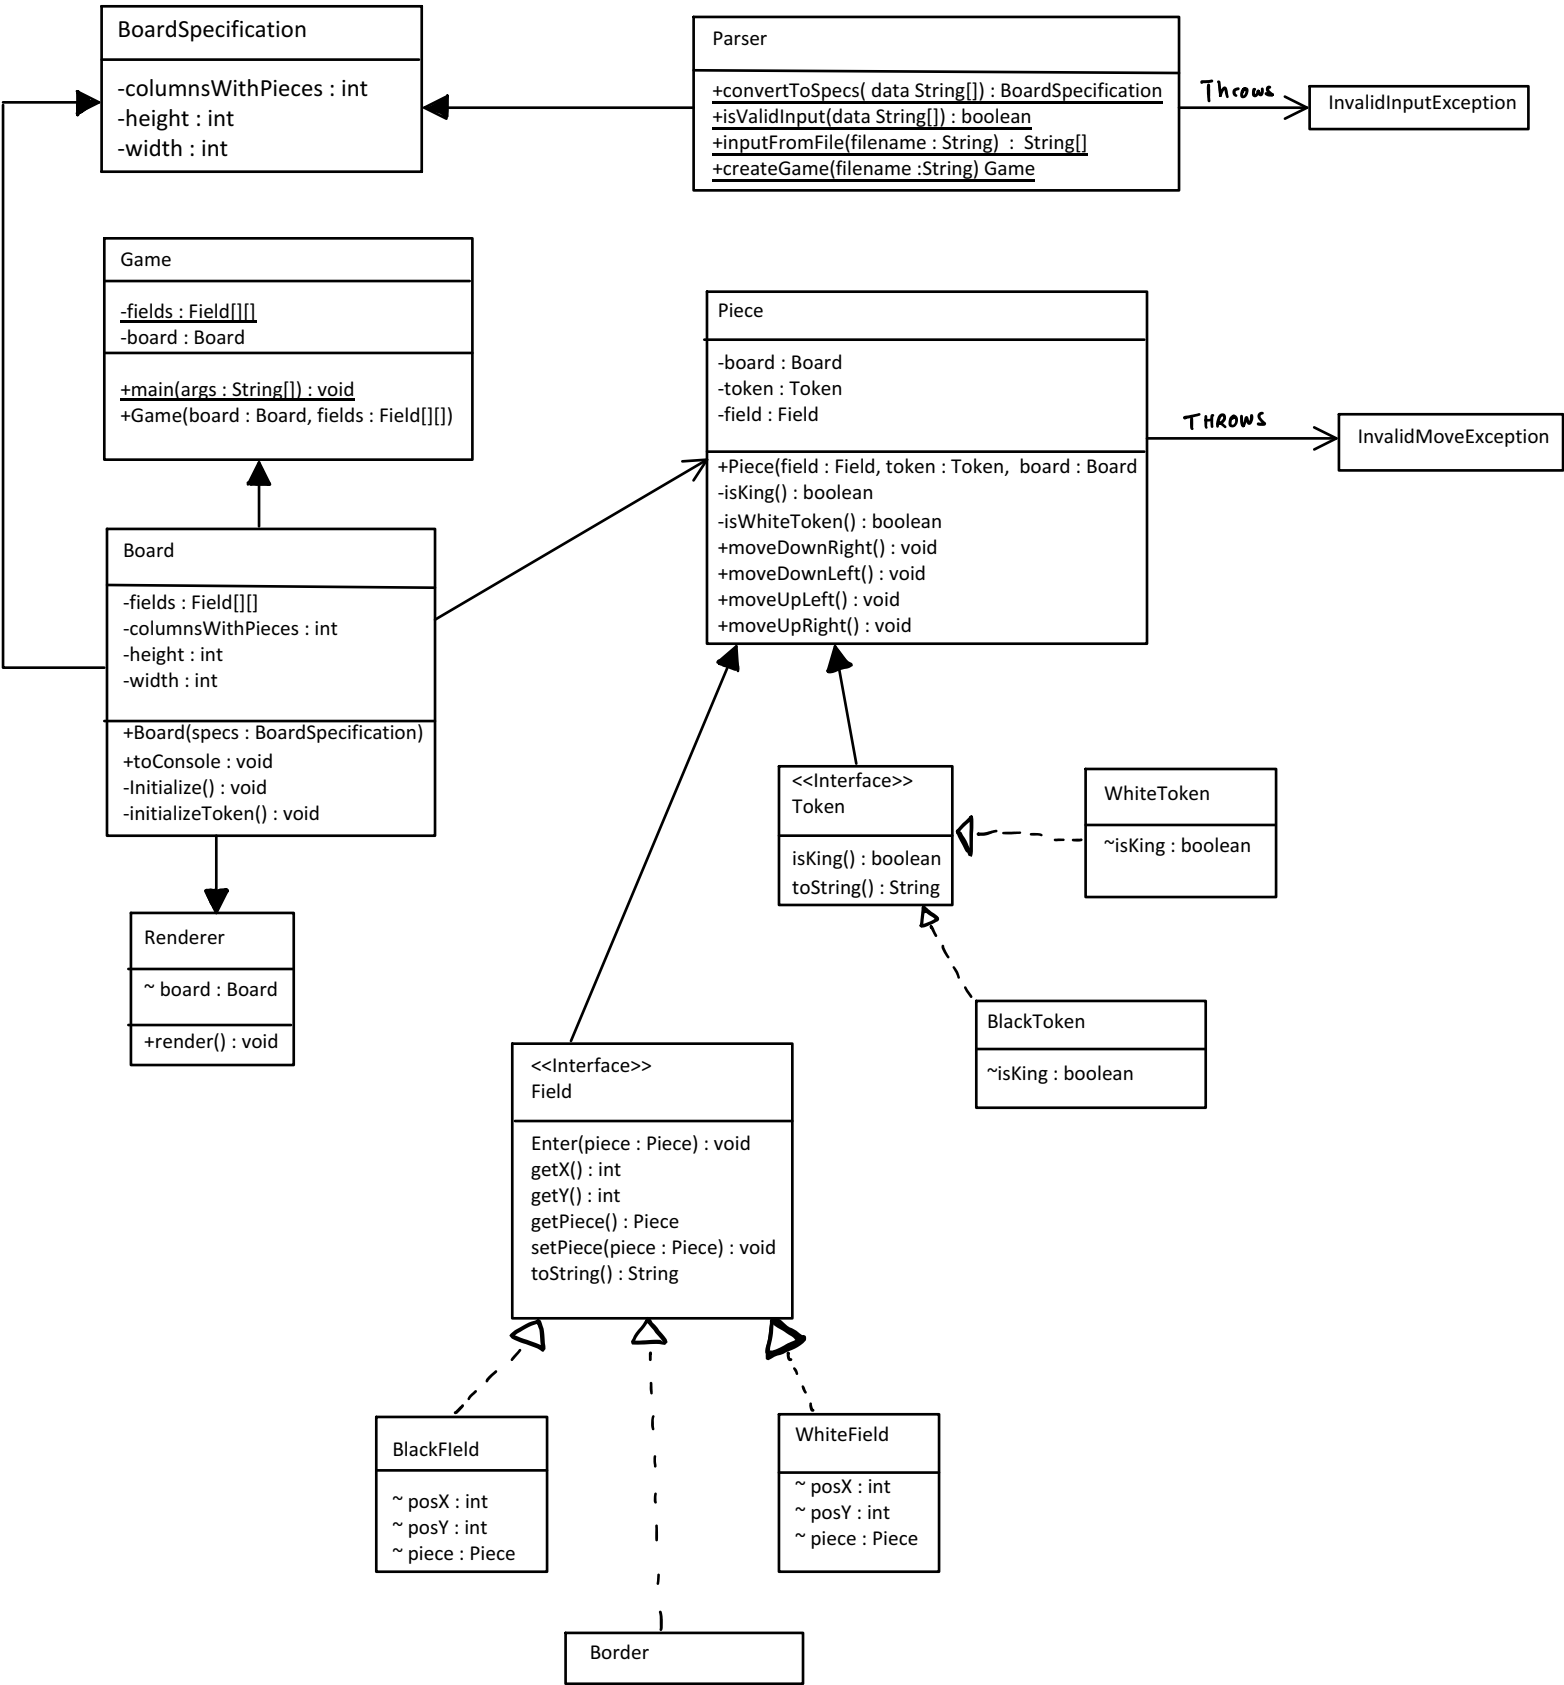 BoardSpecification
-columnsWithPieces : int
-height : int
-width : int
Parser
+convertToSpecs( data String[]) : BoardSpecification
+isValidInput(data String[]) : boolean
+inputFromFile(filename : String) : String[]
+createGame(filename :String) Game
Throws
InvalidInputException
Game
-fields : Field[][]
-board : Board
+main(args : String[]) : void
+Game(board : Board, fields : Field[][])
Piece
-board : Board
-token : Token
-field : Field
+Piece(field : Field, token : Token, board : Board
-isKing() : boolean
-isWhiteToken() : boolean
+moveDownRight() : void
+moveDownLeft() : void
+moveUpLeft() : void
+moveUpRight() : void
THROWS
InvalidMoveException
Board
-fields : Field[][]
-columnsWithPieces : int
-height : int
-width : int
+Board(specs : BoardSpecification)
+toConsole : void
-Initialize() : void
-initializeToken() : void
<<Interface>>
Token
isKing() : boolean
toString() : String
WhiteToken
~isKing : boolean
Renderer
~ board : Board
+render() : void
BlackToken
~isKing : boolean
<<Interface>>
Field
Enter(piece : Piece) : void
getX() : int
getY() : int
getPiece() : Piece
setPiece(piece : Piece) : void
toString() : String
BlackFIeld
~ posX : int
~ posY : int
~ piece : Piece
WhiteField
~ posX : int
~ posY : int
~ piece : Piece
Border